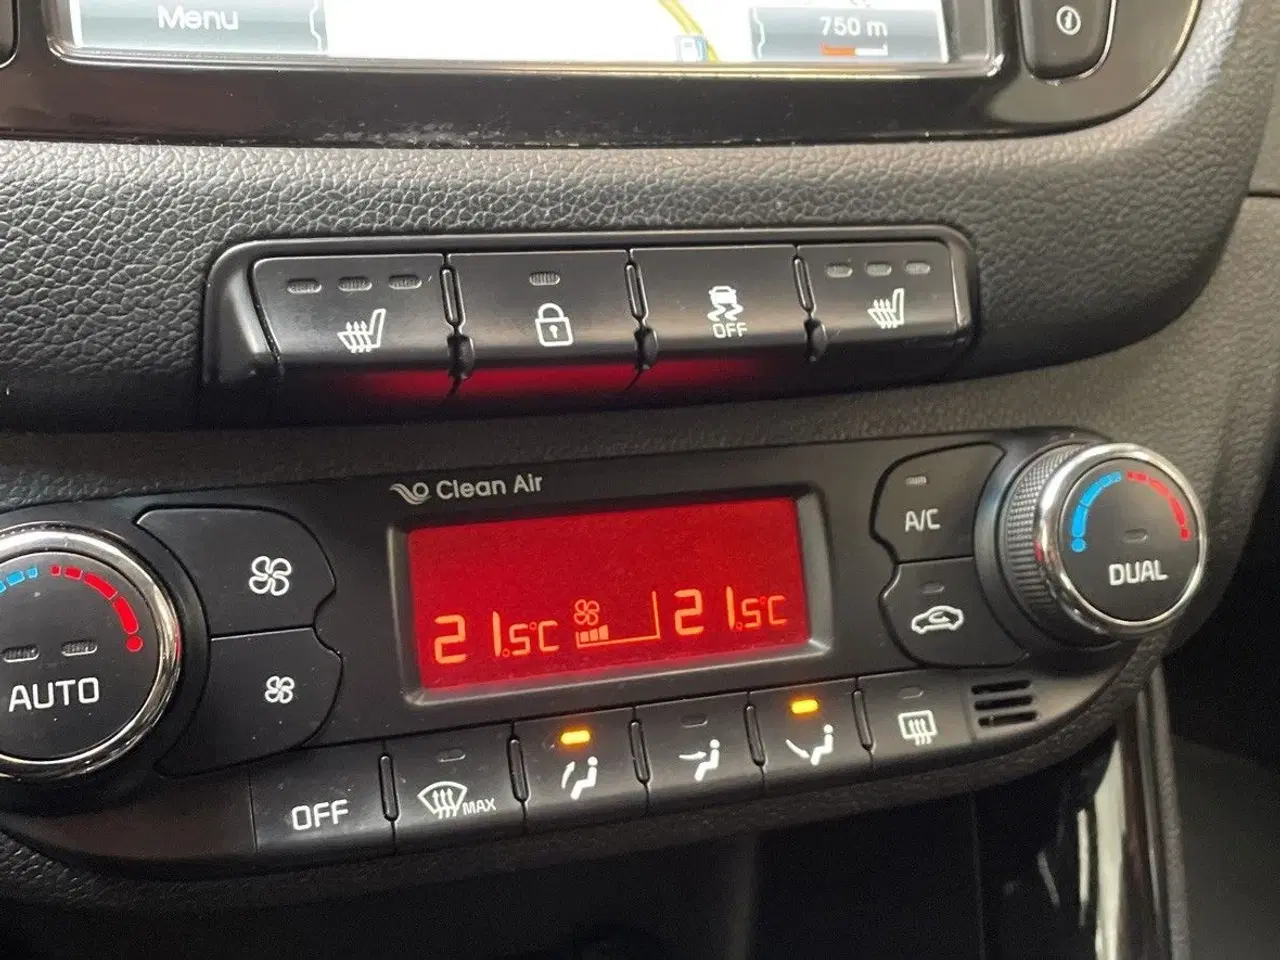 Menu
750 m
OFF
Clean Air
A/C
DUAL
21.5°C
21.5°C
AUTO
OFF
MAX